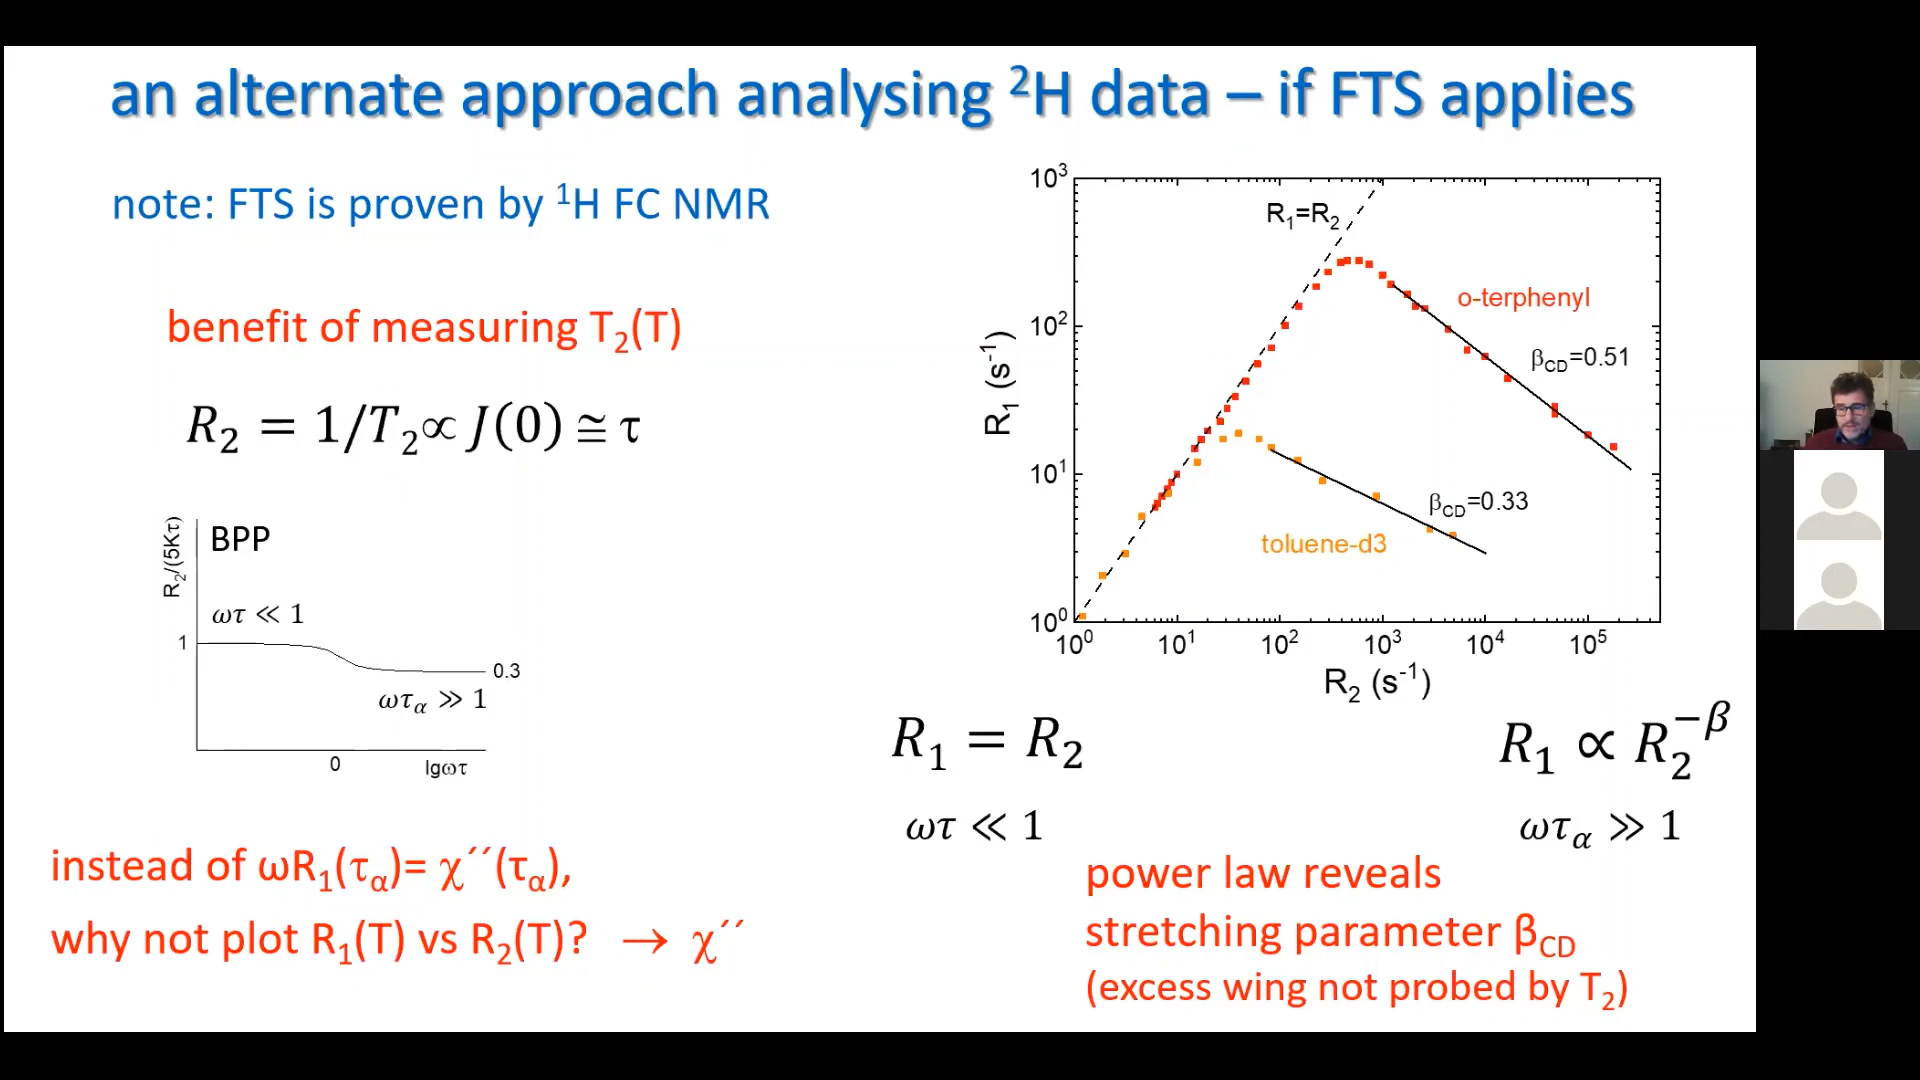 an alternate approach analysing ²H data – if FTS applies
note: FTS is proven by ¹H FC NMR
benefit of measuring T₂(T)
R₂ = 1/T₂∝ J(0) ≅ τ
R₂/(5Kτ)
BPP
ωτ ≪ 1
1
0.3
ωτ_α ≫ 1
0
lgωτ
instead of ωR₁(τ_α)= χ´´(τ_α),
why not plot R₁(T) vs R₂(T)? → χ´´
R₁ (s⁻¹)
10³
10²
10¹
10⁰
R₁=R₂
o-terphenyl
β_CD=0.51
β_CD=0.33
toluene-d3
10⁰ 10¹ 10² 10³ 10⁴ 10⁵
R₂ (s⁻¹)
R₁ = R₂
ωτ ≪ 1
R₁ ∝ R₂^−β
ωτ_α ≫ 1
power law reveals
stretching parameter β_CD
(excess wing not probed by T₂)